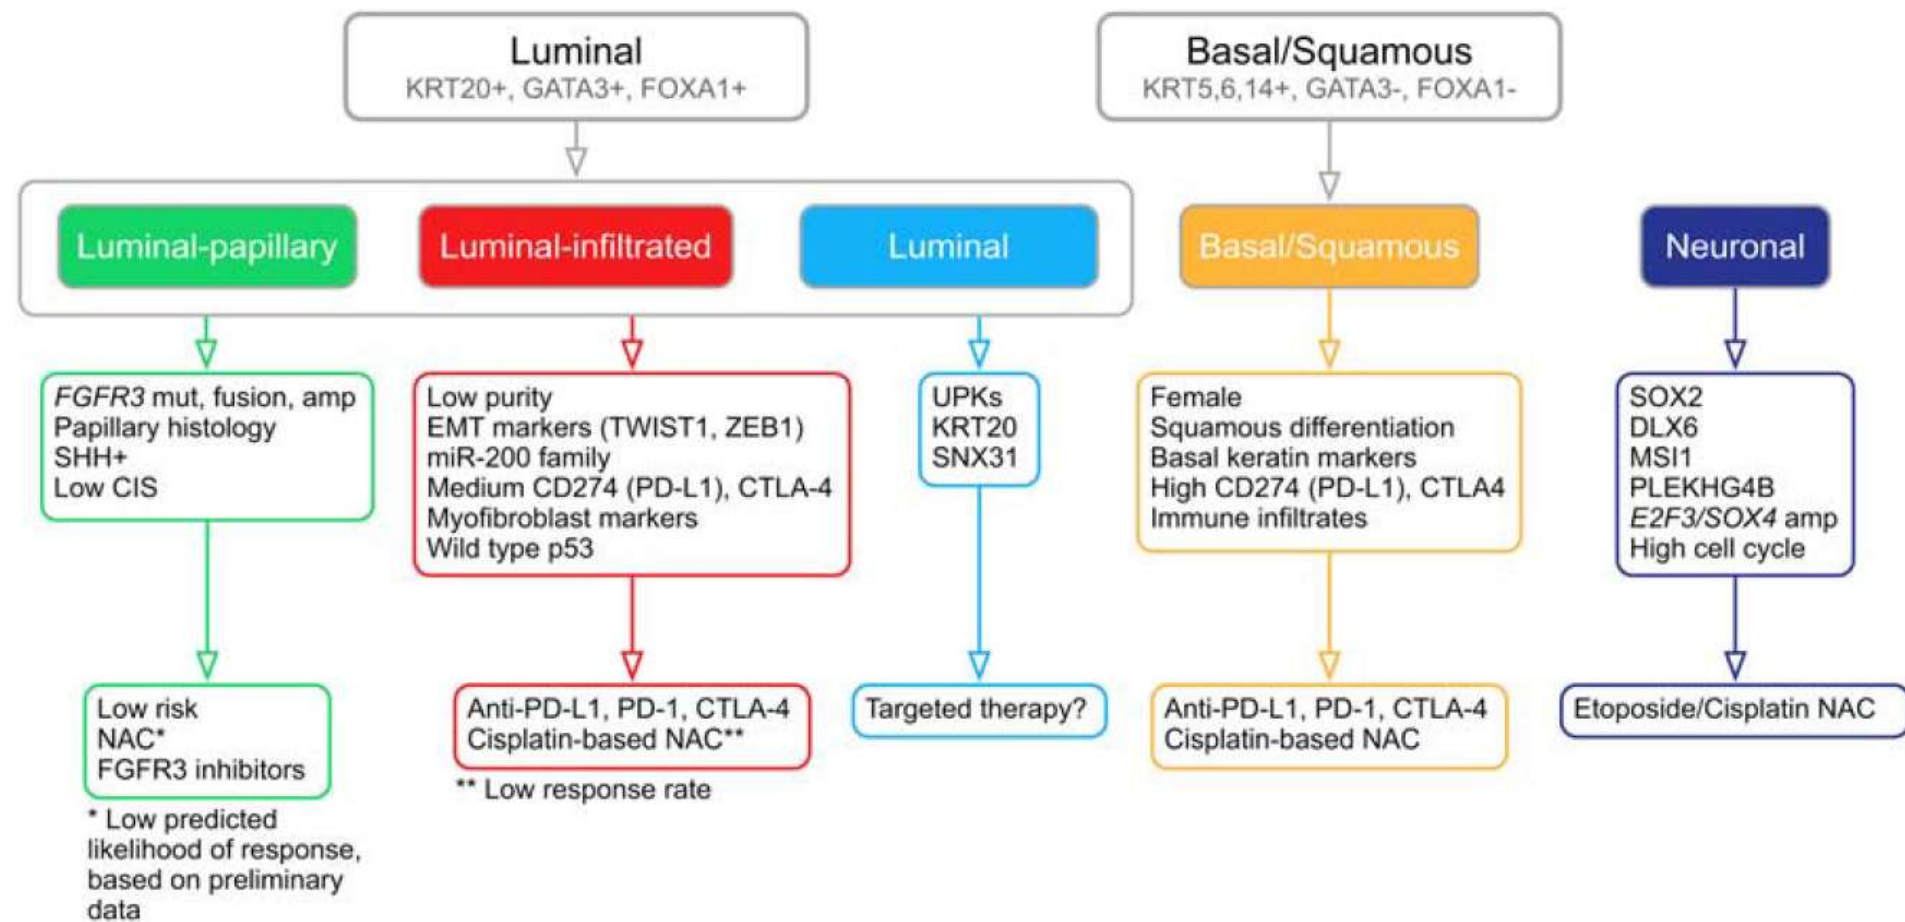 Luminal
KRT20+, GATA3+, FOXA1+
Basal/Squamous
KRT5,6,14+, GATA3-, FOXA1-
Luminal-papillary
Luminal-infiltrated
Luminal
Basal/Squamous
Neuronal
FGFR3 mut, fusion, amp
Papillary histology
SHH+
Low CIS
Low purity
EMT markers (TWIST1, ZEB1)
miR-200 family
Medium CD274 (PD-L1), CTLA-4
Myofibroblast markers
Wild type p53
UPKs
KRT20
SNX31
Female
Squamous differentiation
Basal keratin markers
High CD274 (PD-L1), CTLA4
Immune infiltrates
SOX2
DLX6
MSI1
PLEKHG4B
E2F3/SOX4 amp
High cell cycle
Low risk
NAC*
FGFR3 inhibitors
* Low predicted
likelihood of response,
based on preliminary
data
Anti-PD-L1, PD-1, CTLA-4
Cisplatin-based NAC**
** Low response rate
Targeted therapy?
Anti-PD-L1, PD-1, CTLA-4
Cisplatin-based NAC
Etoposide/Cisplatin NAC